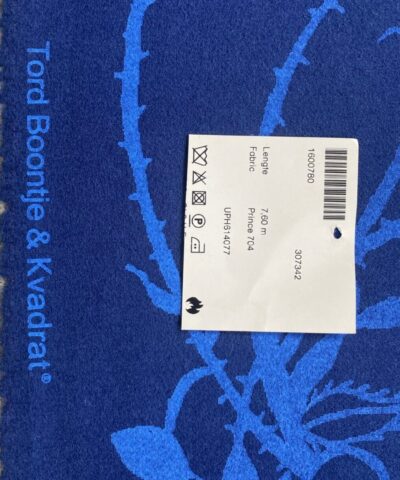 Tord Boontje & Kvadrat®
1600780
307342
Lengte 7,60 m
Fabric Prince 704
UPH614077
P